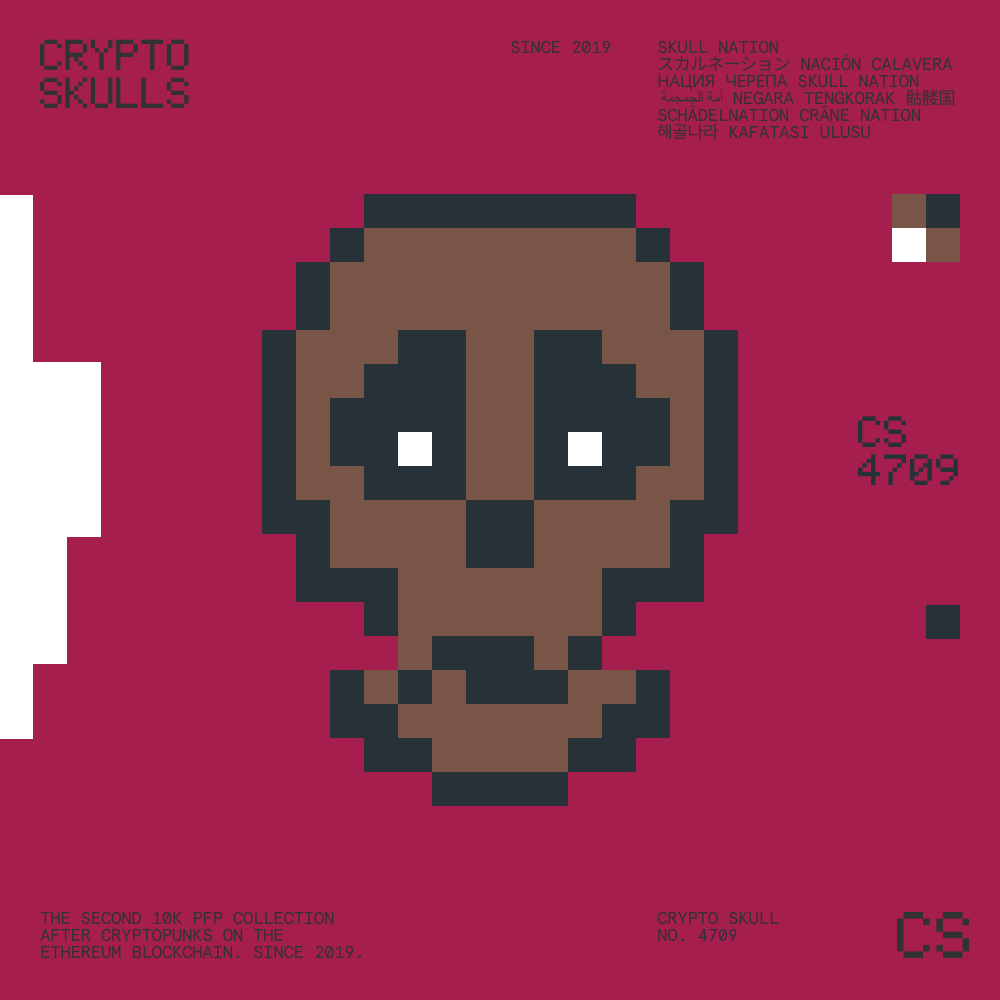 CRYPTO
SKULLS
SINCE 2019
SKULL NATION
スカルネーション NACIÓN CALAVERA
НАЦИЯ ЧЕРЕПА SKULL NATION
أمة الجمجمة NEGARA TENGKORAK 骷髅国
SCHÄDELNATION CRÂNE NATION
해골나라 KAFATASI ULUSU
CS
4709
THE SECOND 10K PFP COLLECTION
AFTER CRYPTOPUNKS ON THE
ETHEREUM BLOCKCHAIN. SINCE 2019.
CRYPTO SKULL
NO. 4709
CS